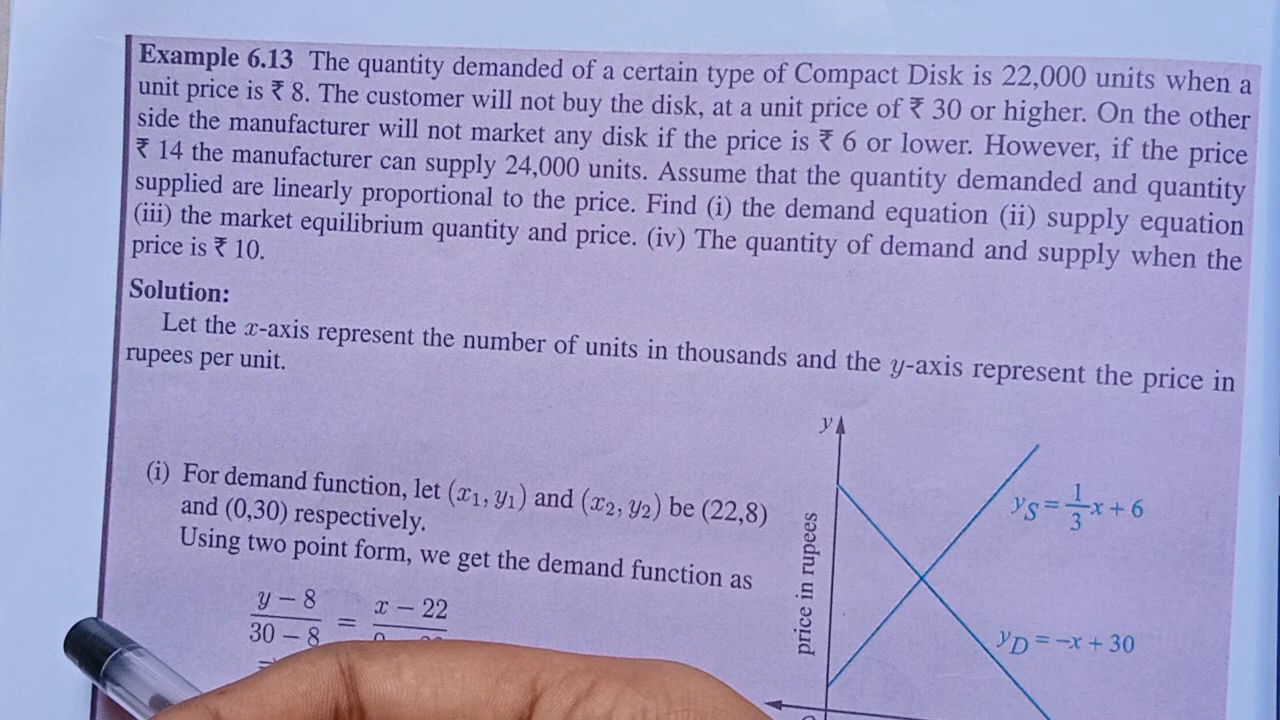 Example 6.13 The quantity demanded of a certain type of Compact Disk is 22,000 units when a
unit price is ₹ 8. The customer will not buy the disk, at a unit price of ₹ 30 or higher. On the other
side the manufacturer will not market any disk if the price is ₹ 6 or lower. However, if the price
₹ 14 the manufacturer can supply 24,000 units. Assume that the quantity demanded and quantity
supplied are linearly proportional to the price. Find (i) the demand equation (ii) supply equation
(iii) the market equilibrium quantity and price. (iv) The quantity of demand and supply when the
price is ₹ 10.
Solution:
Let the x-axis represent the number of units in thousands and the y-axis represent the price in
rupees per unit.
(i) For demand function, let (x₁, y₁) and (x₂, y₂) be (22,8)
and (0,30) respectively.
Using two point form, we get the demand function as
y − 8 x − 22
=
30 − 8
y
price in rupees
yS = 1/3 x + 6
yD = −x + 30